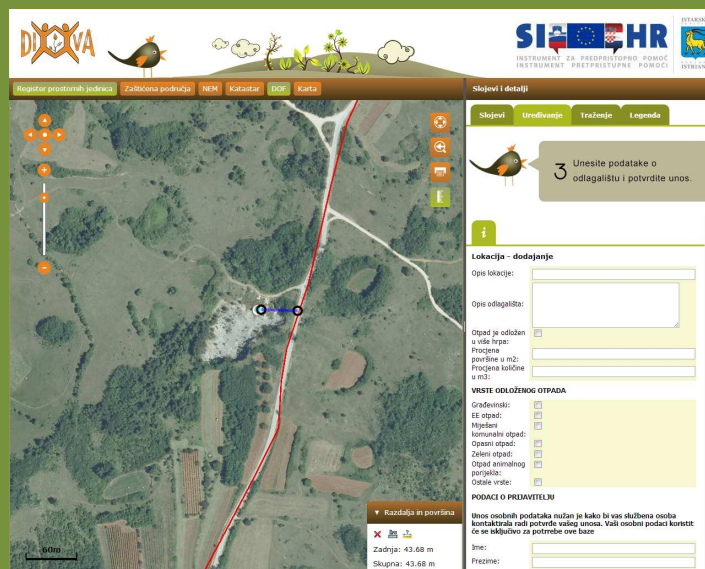 DIVA
SI HR
INSTRUMENT ZA PREDPRISTOPNO POMOČ
INSTRUMENT PRETPRISTUPNE POMOĆI
ISTARSK
ISTRIAN
Register prostornih jedinica Zaštićena područja NEM Katastar DOF Karta
Slojevi i detalji
Slojevi Uređivanje Traženje Legenda
3 Unesite podatake o
odlagalištu i potvrdite unos.
i
Lokacija - dodajanje
Opis lokacije:
Opis odlagališta:
Otpad je odložen
u više hrpa:
Procjena
površine u m2:
Procjena količine
u m3:
VRSTE ODLOŽENOG OTPADA
Građevinski:
EE otpad:
Miješani
komunalni otpad:
Opasni otpad:
Zeleni otpad:
Otpad animalnog
porijekla:
Ostale vrste:
PODACI O PRIJAVITELJU
Unos osobnih podataka nužan je kako bi vas službena osoba
kontaktirala radi potvrde vašeg unosa. Vaši osobni podaci koristit
će se isključivo za potrrebe ove baze
Ime:
Prezime:
Razdalja in površina
Zadnja: 43.68 m
Skupna: 43.68 m
60m